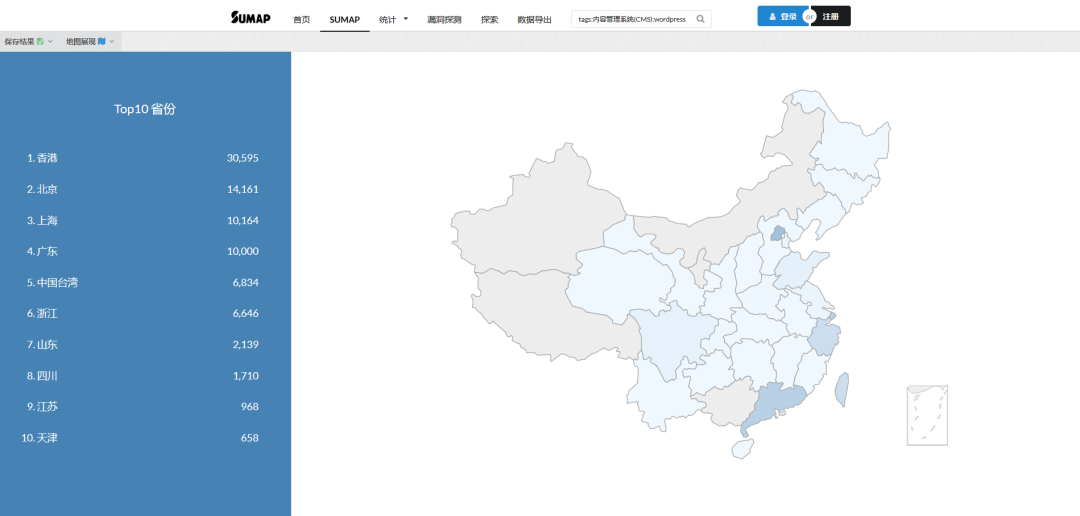 SUMAP 首页 SUMAP 统计 漏洞探测 探索 数据导出 tags:内容管理系统(CMS):wordpress 登录 or 注册
保存结果 地图展现
Top10 省份
1. 香港 30,595
2. 北京 14,161
3. 上海 10,164
4. 广东 10,000
5. 中国台湾 6,834
6. 浙江 6,646
7. 山东 2,139
8. 四川 1,710
9. 江苏 968
10. 天津 658